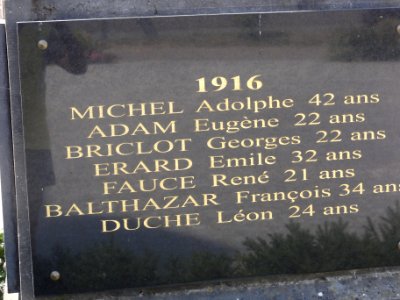 1916
MICHEL Adolphe 42 ans
ADAM Eugène 22 ans
BRICLOT Georges 22 ans
ERARD Emile 32 ans
FAUCE René 21 ans
BALTHAZAR François 34 ans
DUCHE Léon 24 ans